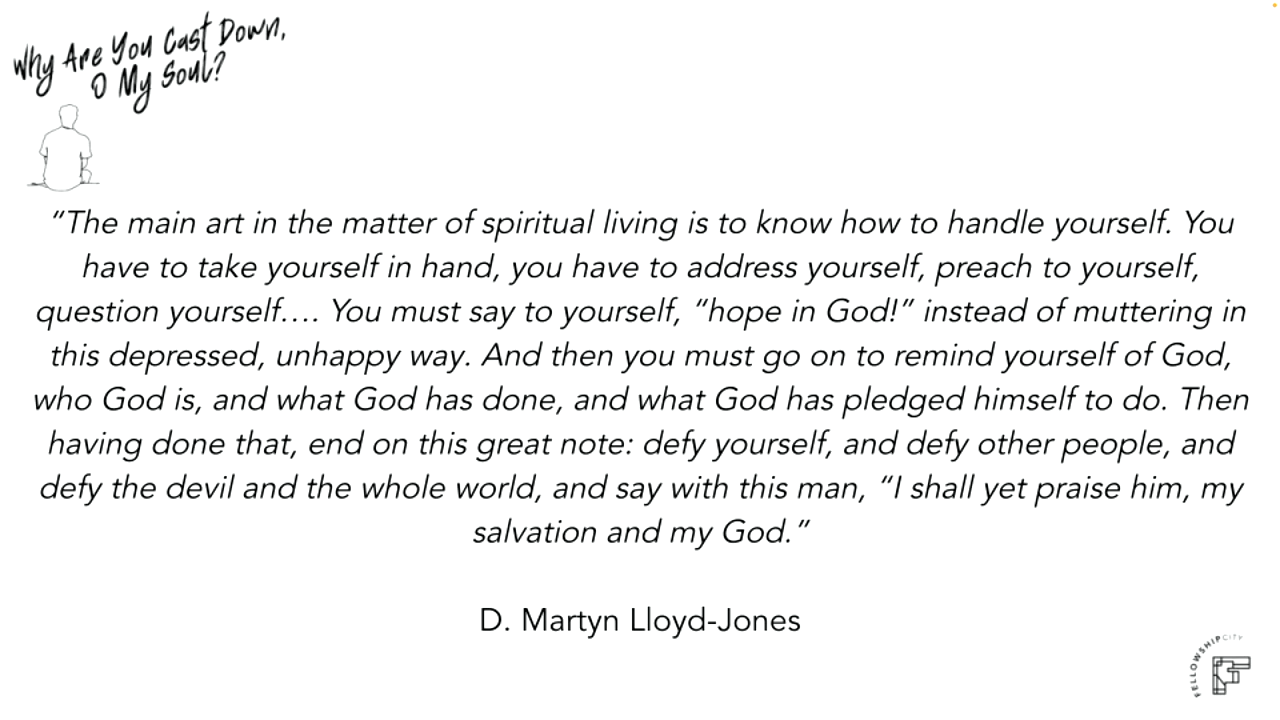 Why Are You Cast Down,
O My Soul?
“The main art in the matter of spiritual living is to know how to handle yourself. You
have to take yourself in hand, you have to address yourself, preach to yourself,
question yourself…. You must say to yourself, “hope in God!” instead of muttering in
this depressed, unhappy way. And then you must go on to remind yourself of God,
who God is, and what God has done, and what God has pledged himself to do. Then
having done that, end on this great note: defy yourself, and defy other people, and
defy the devil and the whole world, and say with this man, “I shall yet praise him, my
salvation and my God.”
D. Martyn Lloyd-Jones
FELLOWSHIPCITY